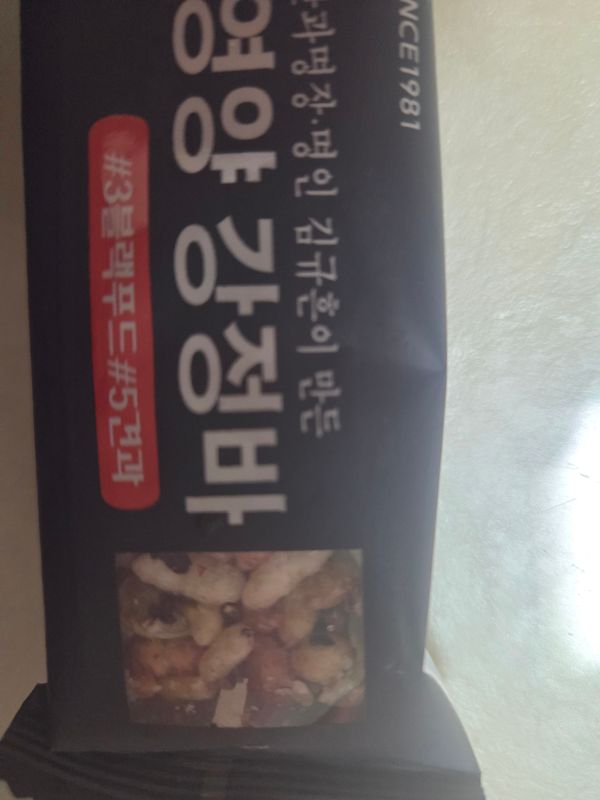 NCE1981
과명장·명인 김규흔이 만든
영양 강정바
#3블랙푸드 #5견과